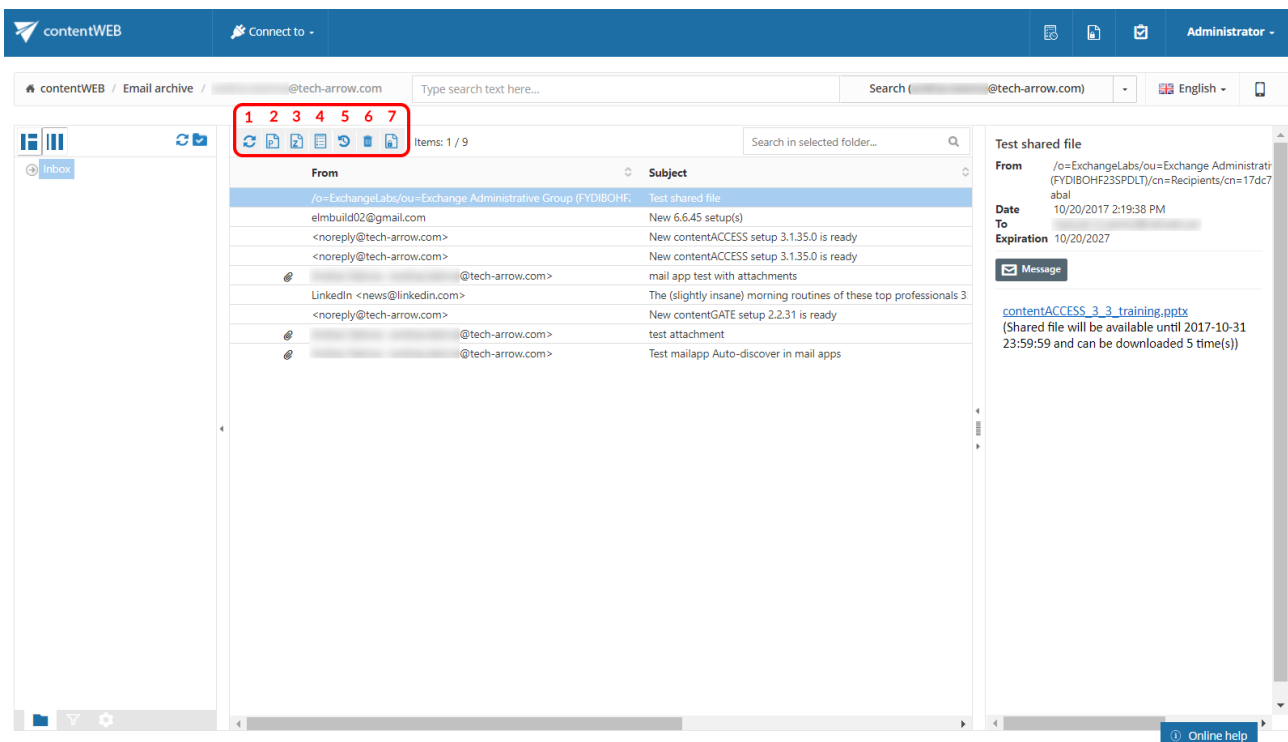 contentWEB
Connect to
Administrator
contentWEB / Email archive / @tech-arrow.com
Type search text here...
Search ( @tech-arrow.com)
English
1 2 3 4 5 6 7
Items: 1 / 9
Search in selected folder...
Inbox
From Subject
/o=ExchangeLabs/ou=Exchange Administrative Group (FYDIBOHF. Test shared file
elmbuild02@gmail.com New 6.6.45 setup(s)
<noreply@tech-arrow.com> New contentACCESS setup 3.1.35.0 is ready
<noreply@tech-arrow.com> New contentACCESS setup 3.1.35.0 is ready
@tech-arrow.com> mail app test with attachments
LinkedIn <news@linkedin.com> The (slightly insane) morning routines of these top professionals 3
<noreply@tech-arrow.com> New contentGATE setup 2.2.31 is ready
@tech-arrow.com> test attachment
@tech-arrow.com> Test mailapp Auto-discover in mail apps
Test shared file
From /o=ExchangeLabs/ou=Exchange Administrativ
(FYDIBOHF23SPDLT)/cn=Recipients/cn=17dc7
abal
Date 10/20/2017 2:19:38 PM
To
Expiration 10/20/2027
Message
contentACCESS_3_3_training.pptx
(Shared file will be available until 2017-10-31
23:59:59 and can be downloaded 5 time(s))
Online help